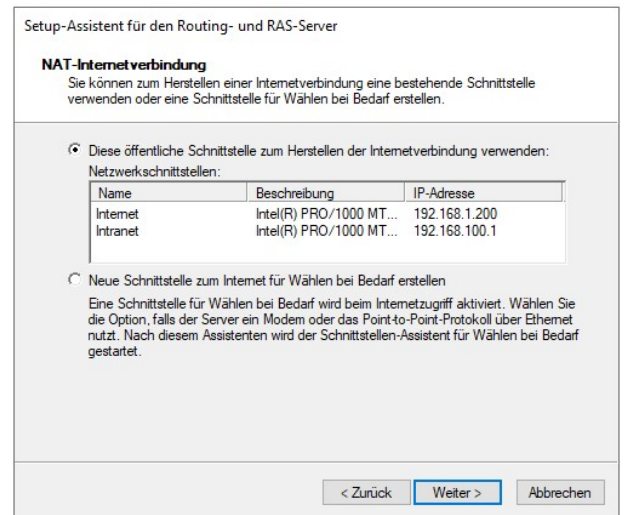 Setup-Assistent für den Routing- und RAS-Server
NAT-Internetverbindung
Sie können zum Herstellen einer Internetverbindung eine bestehende Schnittstelle
verwenden oder eine Schnittstelle für Wählen bei Bedarf erstellen.
Diese öffentliche Schnittstelle zum Herstellen der Internetverbindung verwenden:
Netzwerkschnittstellen:
Name Beschreibung IP-Adresse
Internet Intel(R) PRO/1000 MT... 192.168.1.200
Intranet Intel(R) PRO/1000 MT... 192.168.100.1
Neue Schnittstelle zum Internet für Wählen bei Bedarf erstellen
Eine Schnittstelle für Wählen bei Bedarf wird beim Internetzugriff aktiviert. Wählen Sie
die Option, falls der Server ein Modem oder das Point-to-Point-Protokoll über Ethernet
nutzt. Nach diesem Assistenten wird der Schnittstellen-Assistent für Wählen bei Bedarf
gestartet.
< Zurück Weiter > Abbrechen